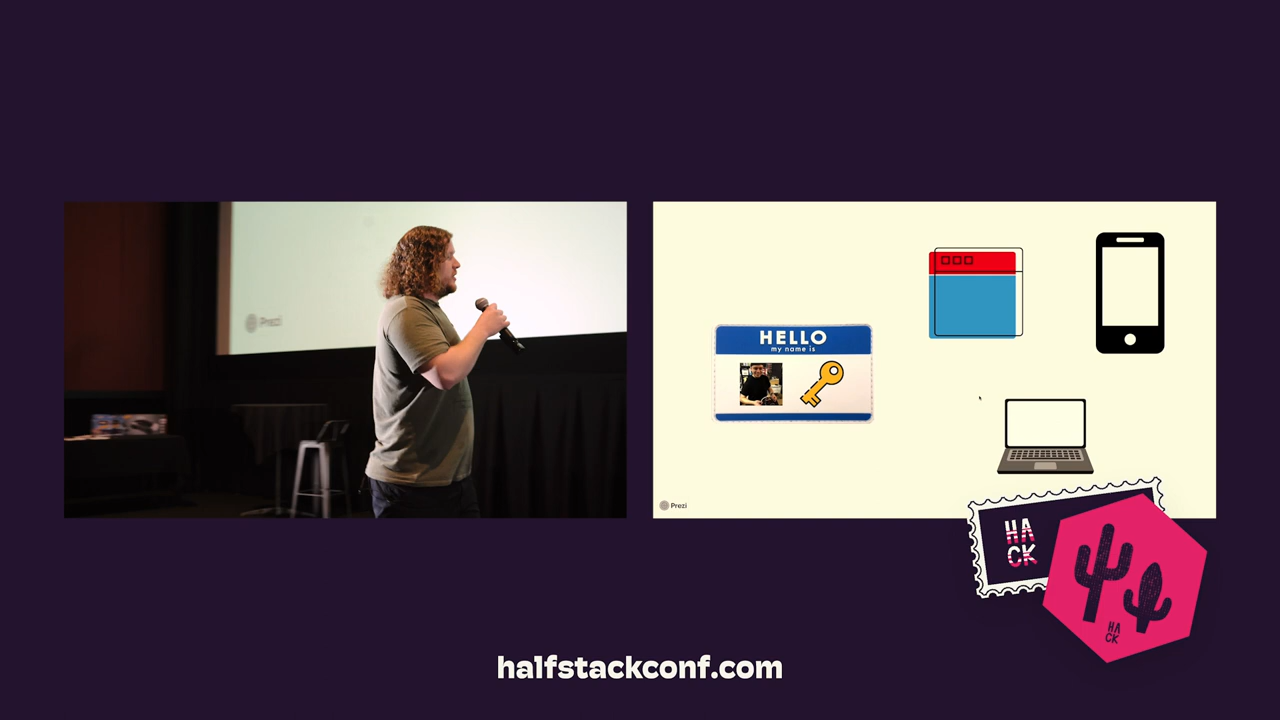 Prezi
HELLO
my name is
Prezi
HA
CK
HA
CK
halfstackconf.com